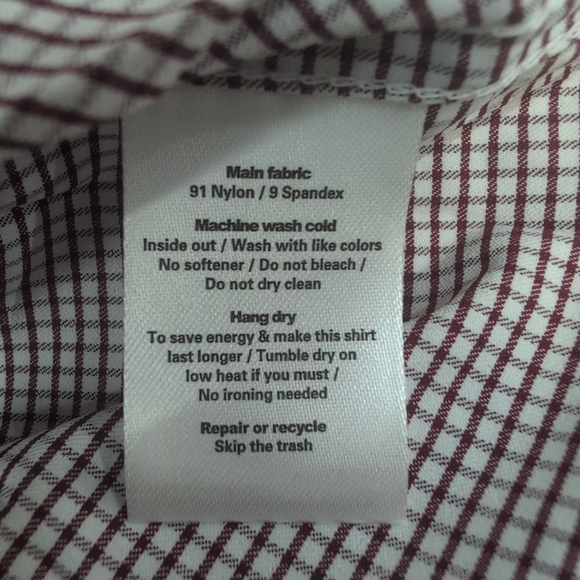 Main fabric
91 Nylon / 9 Spandex
Machine wash cold
Inside out / Wash with like colors
No softener / Do not bleach /
Do not dry clean
Hang dry
To save energy & make this shirt
last longer / Tumble dry on
low heat if you must /
No ironing needed
Repair or recycle
Skip the trash